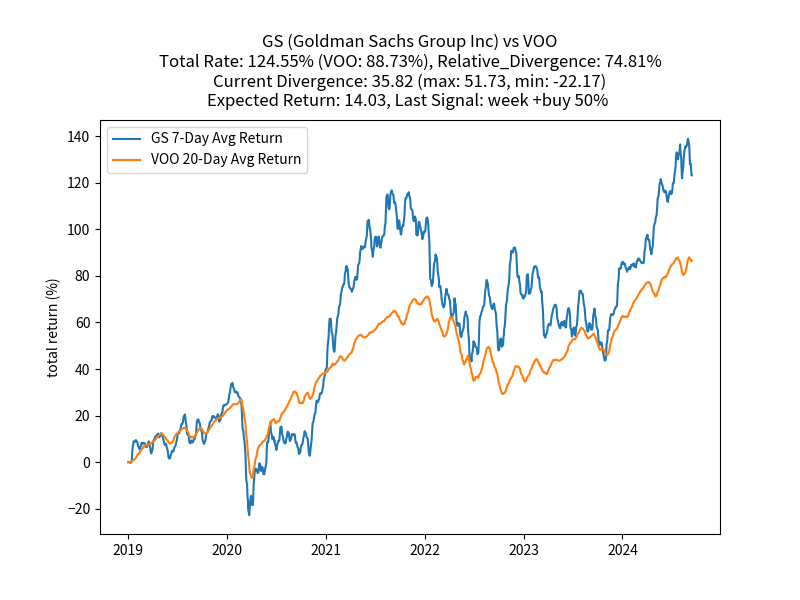 GS (Goldman Sachs Group Inc) vs VOO
Total Rate: 124.55% (VOO: 88.73%), Relative_Divergence: 74.81%
Current Divergence: 35.82 (max: 51.73, min: -22.17)
Expected Return: 14.03, Last Signal: week +buy 50%
GS 7-Day Avg Return
VOO 20-Day Avg Return
total return (%)
140
120
100
80
60
40
20
0
−20
2019 2020 2021 2022 2023 2024